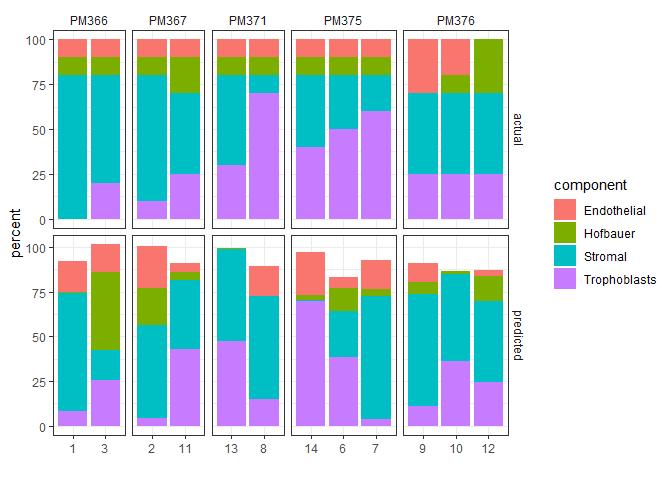 PM366 PM367 PM371 PM375 PM376
100
75
50
25
0
actual
percent
100
75
50
25
0
predicted
1 3 2 11 13 8 14 6 7 9 10 12
component
Endothelial
Hofbauer
Stromal
Trophoblasts